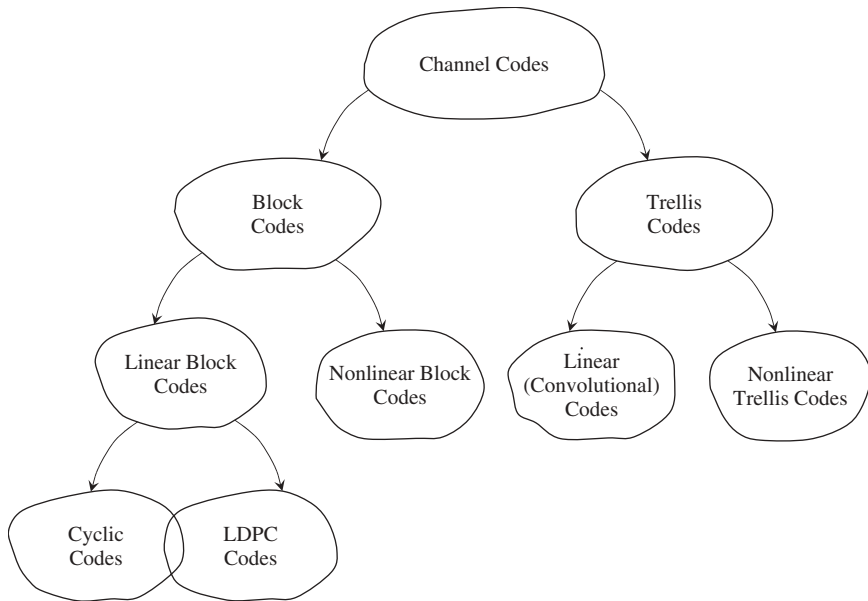 Channel Codes
Block
Codes
Trellis
Codes
Linear Block
Codes
Nonlinear Block
Codes
Linear
(Convolutional)
Codes
Nonlinear
Trellis Codes
Cyclic
Codes
LDPC
Codes